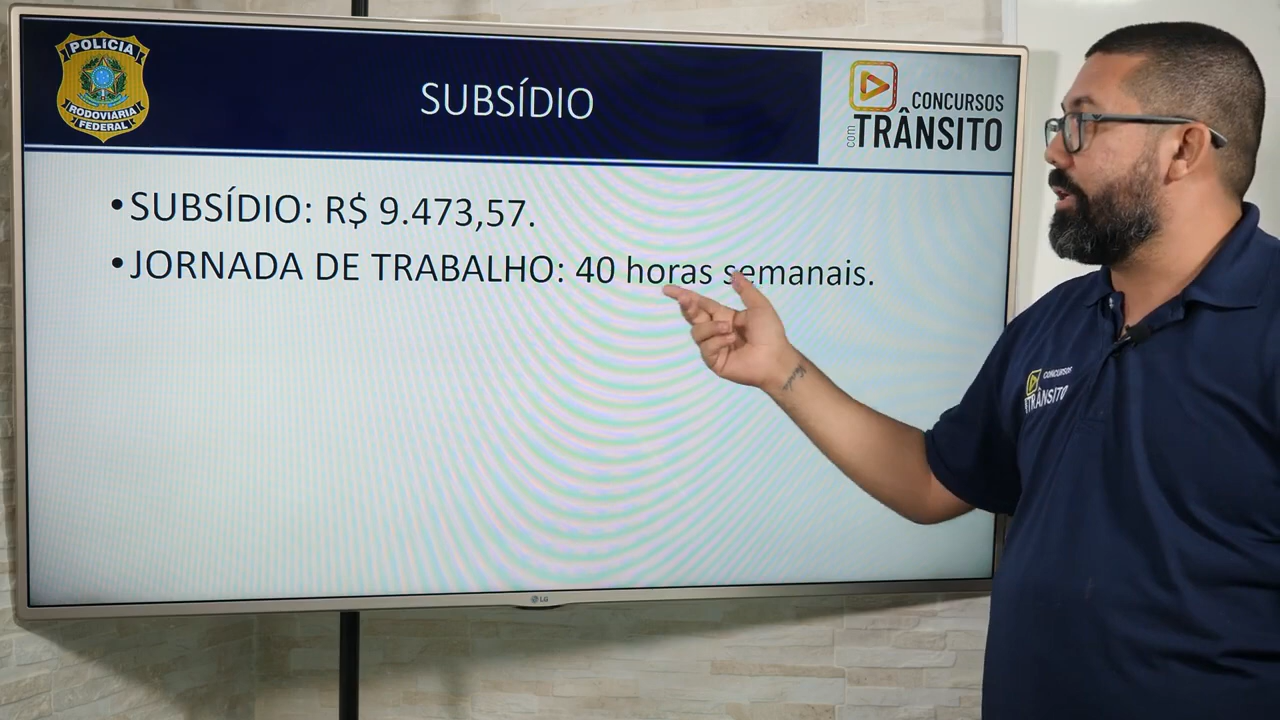 POLÍCIA
RODOVIÁRIA
FEDERAL
SUBSÍDIO
CONCURSOS
com TRÂNSITO
•SUBSÍDIO: R$ 9.473,57.
•JORNADA DE TRABALHO: 40 horas semanais.
CONCURSOS
TRÂNSITO
LG